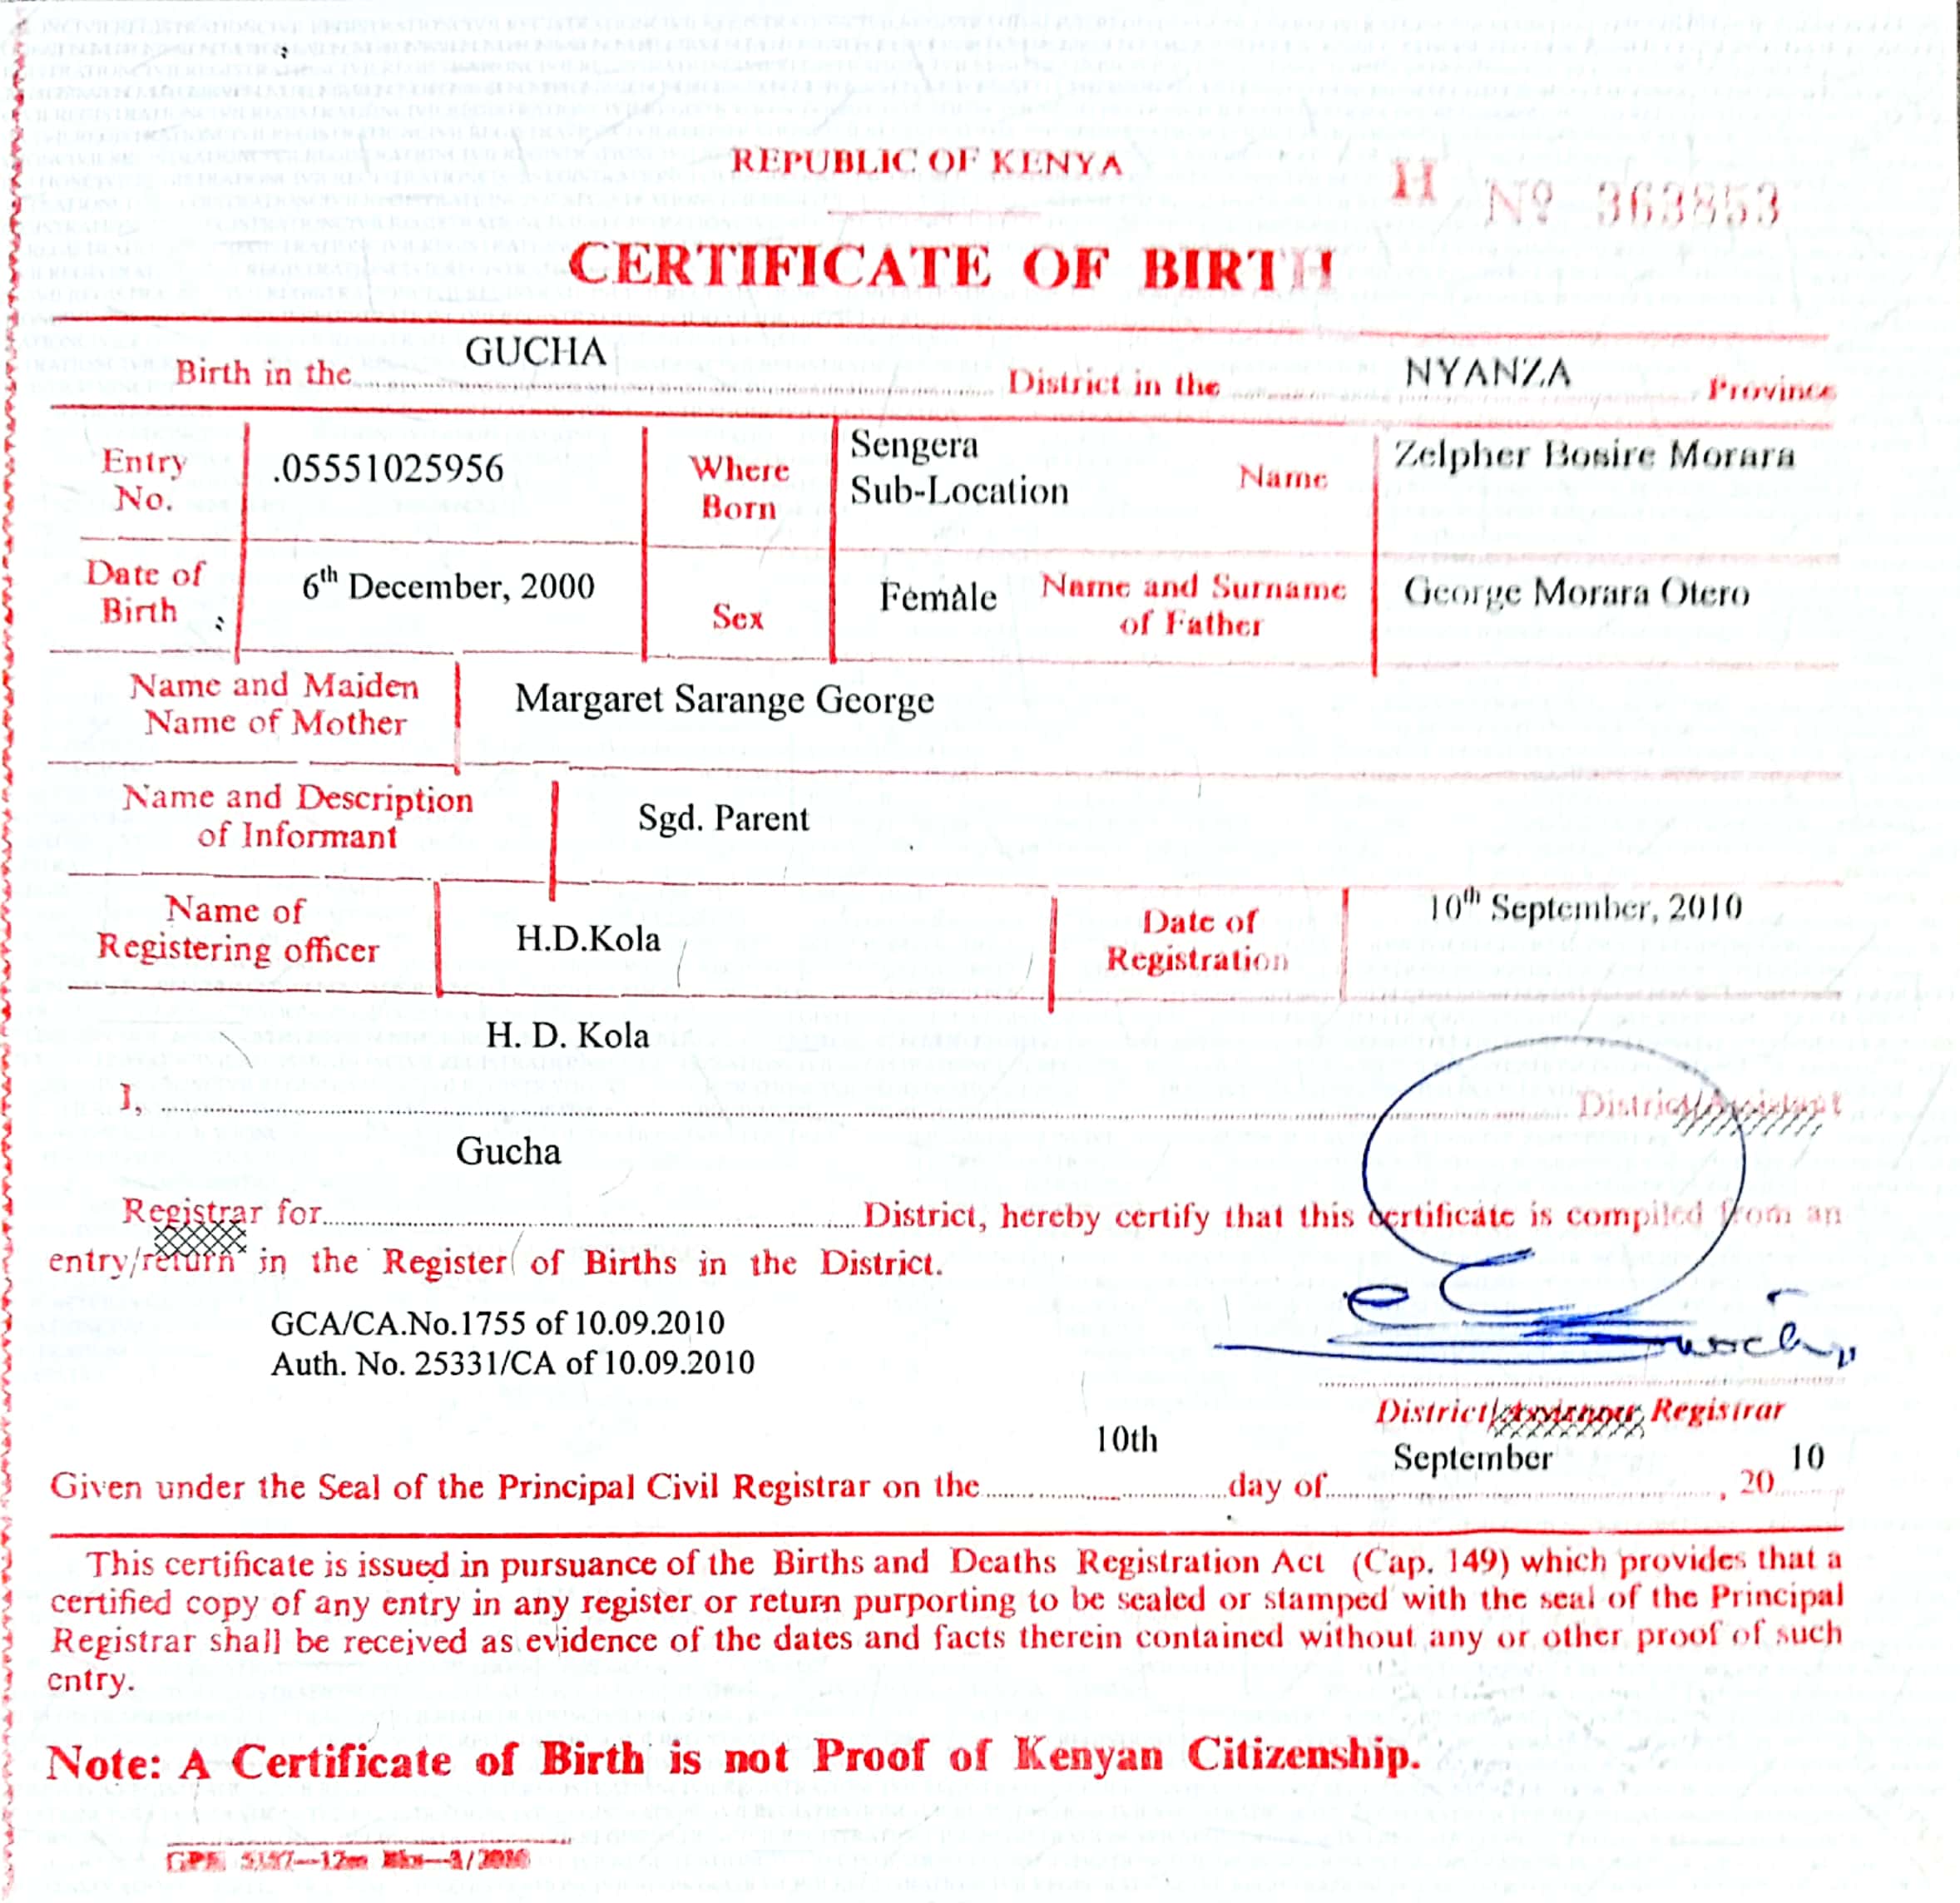 REPUBLIC OF KENYA
H Nº 363853
CERTIFICATE OF BIRTH
Birth in the GUCHA District in the NYANZA Province
Entry No. .05551025956
Where Born Sengera Sub-Location
Name Zelpher Bosire Morara
Date of Birth 6th December, 2000
Sex Female
Name and Surname of Father George Morara Otero
Name and Maiden Name of Mother Margaret Sarange George
Name and Description of Informant Sgd. Parent
Name of Registering officer H.D.Kola
Date of Registration 10th September, 2010
H. D. Kola
I, District/Assistant
Gucha
Registrar for District, hereby certify that this certificate is compiled from an
entry/return in the Register of Births in the District.
GCA/CA.No.1755 of 10.09.2010
Auth. No. 25331/CA of 10.09.2010
District Registrar
Given under the Seal of the Principal Civil Registrar on the 10th day of September, 20 10
This certificate is issued in pursuance of the Births and Deaths Registration Act (Cap. 149) which provides that a
certified copy of any entry in any register or return purporting to be sealed or stamped with the seal of the Principal
Registrar shall be received as evidence of the dates and facts therein contained without any or other proof of such
entry.
Note: A Certificate of Birth is not Proof of Kenyan Citizenship.